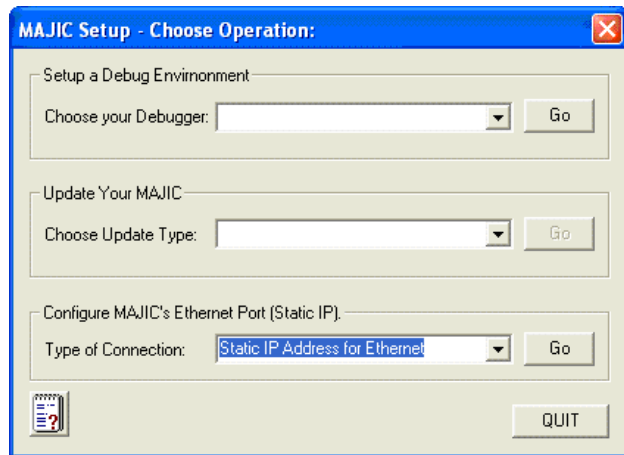 MAJIC Setup - Choose Operation:
Setup a Debug Envirnonment
Choose your Debugger:
Go
Update Your MAJIC
Choose Update Type:
Go
Configure MAJIC's Ethernet Port (Static IP).
Type of Connection: Static IP Address for Ethernet
Go
?
QUIT